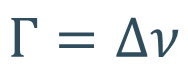 Γ = Δν